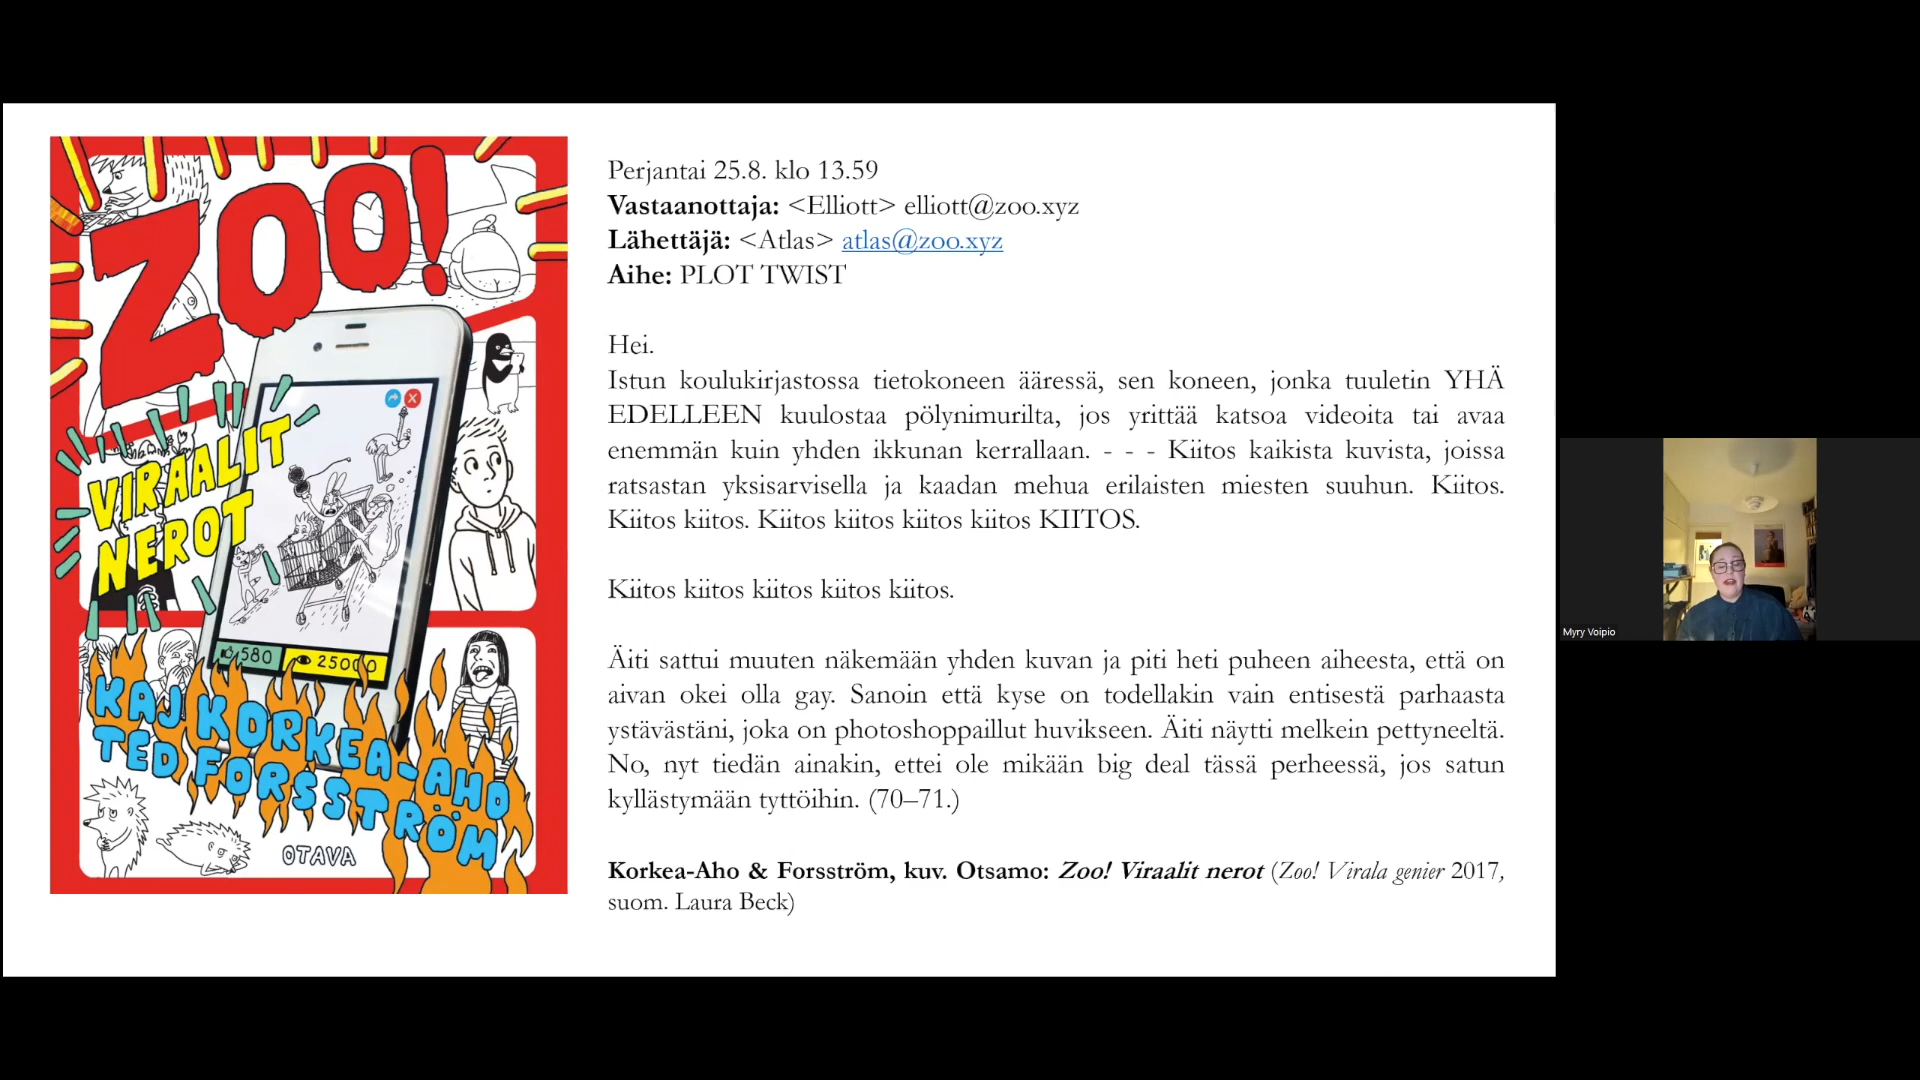 ZOO!
VIRAALIT
NEROT
580
25000
KAJ KORKEA-AHO
TED FORSSTRÖM
OTAVA
Perjantai 25.8. klo 13.59
Vastaanottaja: <Elliott> elliott@zoo.xyz
Lähettäjä: <Atlas> atlas@zoo.xyz
Aihe: PLOT TWIST
Hei.
Istun koulukirjastossa tietokoneen ääressä, sen koneen, jonka tuuletin YHÄ
EDELLEEN kuulostaa pölynimurilta, jos yrittää katsoa videoita tai avaa
enemmän kuin yhden ikkunan kerrallaan. - - - Kiitos kaikista kuvista, joissa
ratsastan yksisarvisella ja kaadan mehua erilaisten miesten suuhun. Kiitos.
Kiitos kiitos. Kiitos kiitos kiitos kiitos KIITOS.
Kiitos kiitos kiitos kiitos kiitos.
Äiti sattui muuten näkemään yhden kuvan ja piti heti puheen aiheesta, että on
aivan okei olla gay. Sanoin että kyse on todellakin vain entisestä parhaasta
ystävästäni, joka on photoshoppaillut huvikseen. Äiti näytti melkein pettyneeltä.
No, nyt tiedän ainakin, ettei ole mikään big deal tässä perheessä, jos satun
kyllästymään tyttöihin. (70–71.)
Korkea-Aho & Forsström, kuv. Otsamo: Zoo! Viraalit nerot (Zoo! Virala genier 2017,
suom. Laura Beck)
Myry Voipio